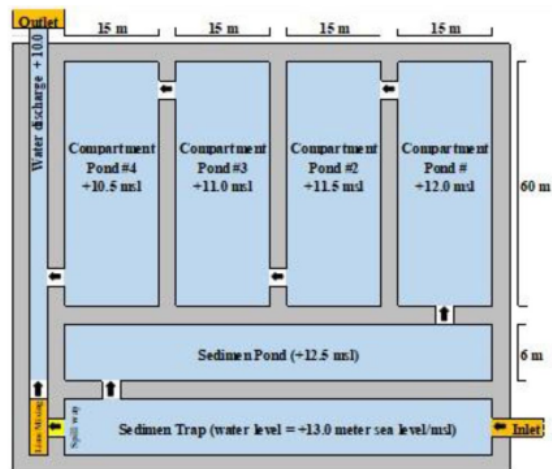 Outlet
15 m 15 m 15 m 15 m
Water discharge + 10.0
Compartment
Pond #4
+10.5 msl
Compartment
Pond #3
+11.0 msl
Compartment
Pond #2
+11.5 msl
Compartment
Pond #
+12.0 msl
60 m
Sedimen Pond (+12.5 msl)
6 m
Lime Mixing
Spill way
Sedimen Trap (water level = +13.0 meter sea level/msl)
Inlet